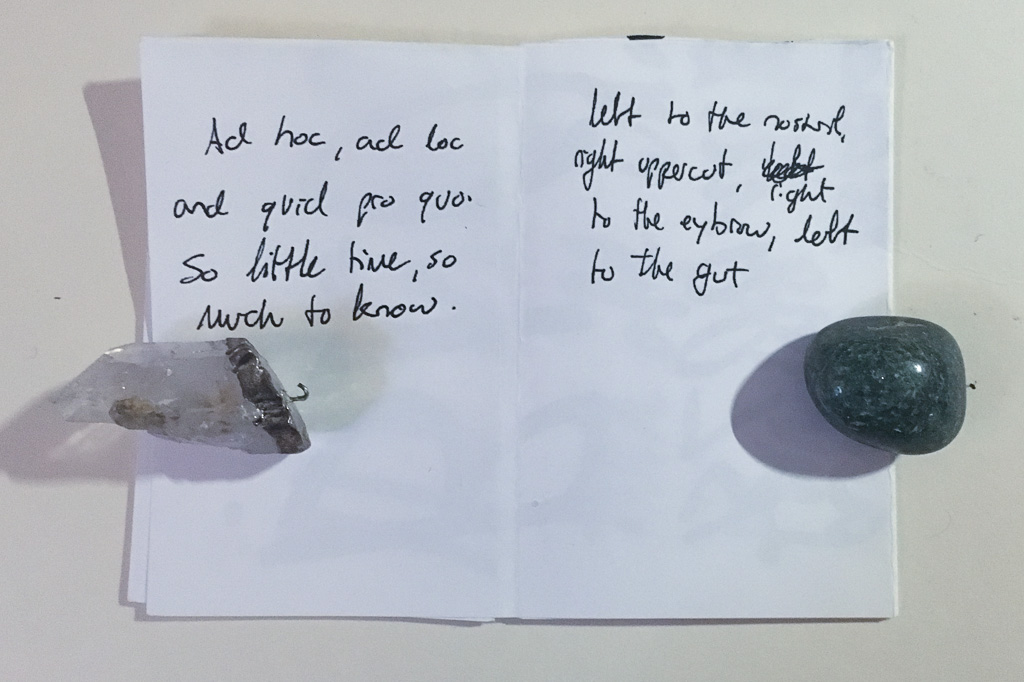 Ad hoc, ad loc
and quid pro quo.
So little time, so
much to know.
left to the nostril,
right uppercut,
right
to the eybrow, left
to the gut